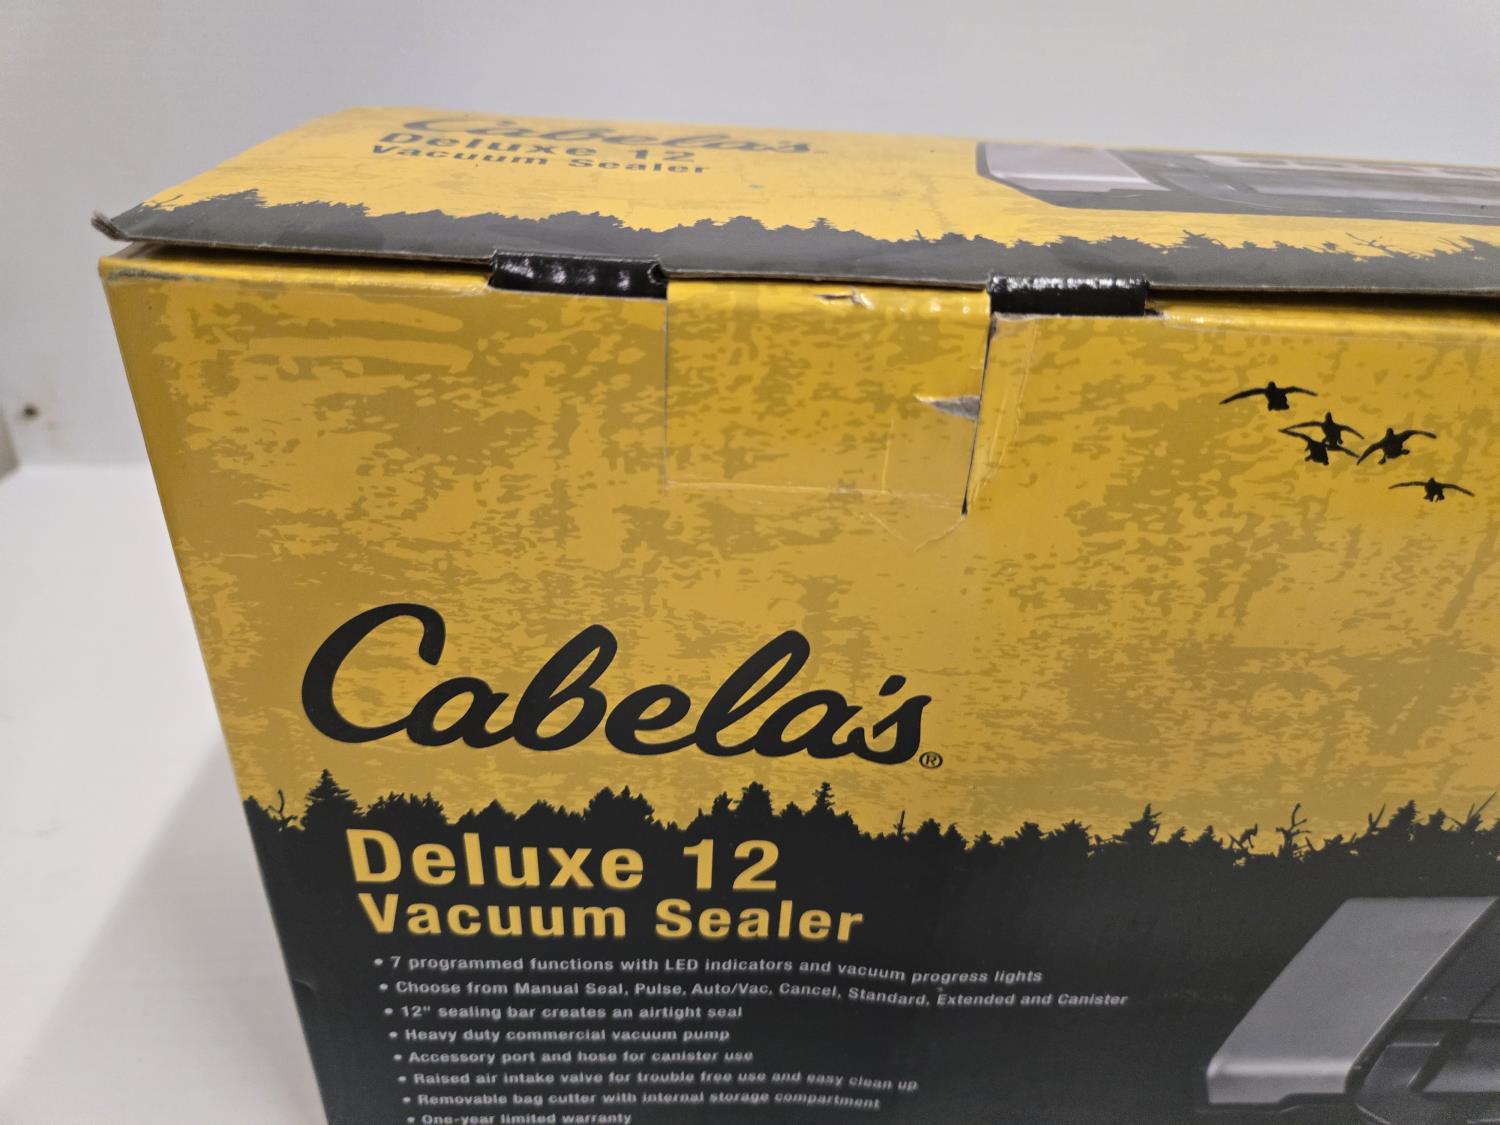 Cabela's
Deluxe 12
Vacuum Sealer
Cabela's®
Deluxe 12
Vacuum Sealer
• 7 programmed functions with LED indicators and vacuum progress lights
• Choose from Manual Seal, Pulse, Auto/Vac, Cancel, Standard, Extended and Canister
• 12" sealing bar creates an airtight seal
• Heavy duty commercial vacuum pump
• Accessory port and hose for canister use
• Raised air intake valve for trouble free use and easy clean up
• Removable bag cutter with internal storage compartment
• One-year limited warranty